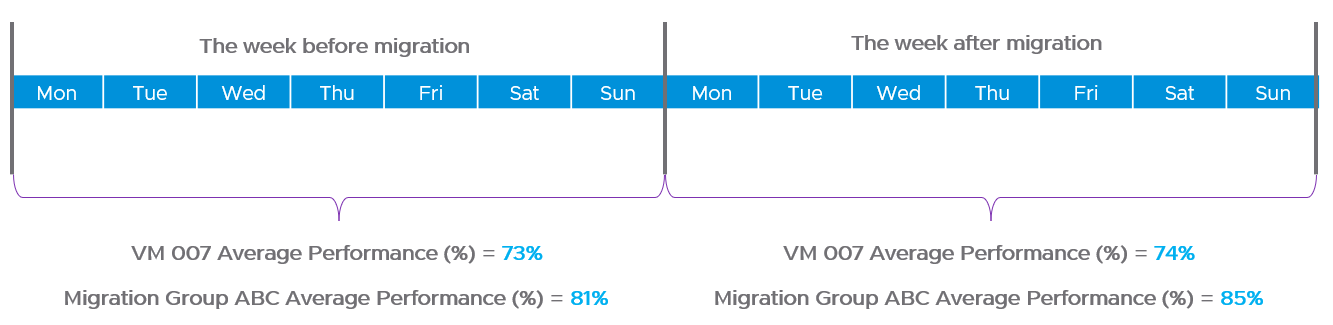 The week before migration
The week after migration
Mon Tue Wed Thu Fri Sat Sun Mon Tue Wed Thu Fri Sat Sun
VM 007 Average Performance (%) = 73%
VM 007 Average Performance (%) = 74%
Migration Group ABC Average Performance (%) = 81%
Migration Group ABC Average Performance (%) = 85%